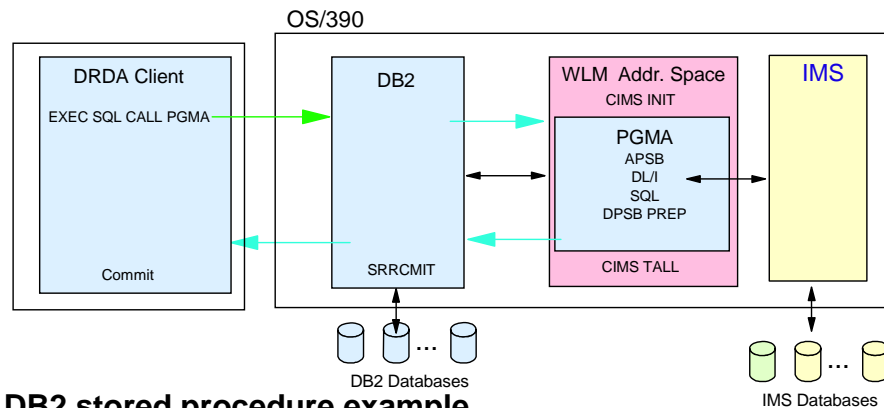 OS/390
DRDA Client
EXEC SQL CALL PGMA
Commit
DB2
SRRCMIT
WLM Addr. Space
CIMS INIT
PGMA
APSB
DL/I
SQL
DPSB PREP
CIMS TALL
IMS
...
DB2 Databases
...
IMS Databases
DB2 stored procedure example